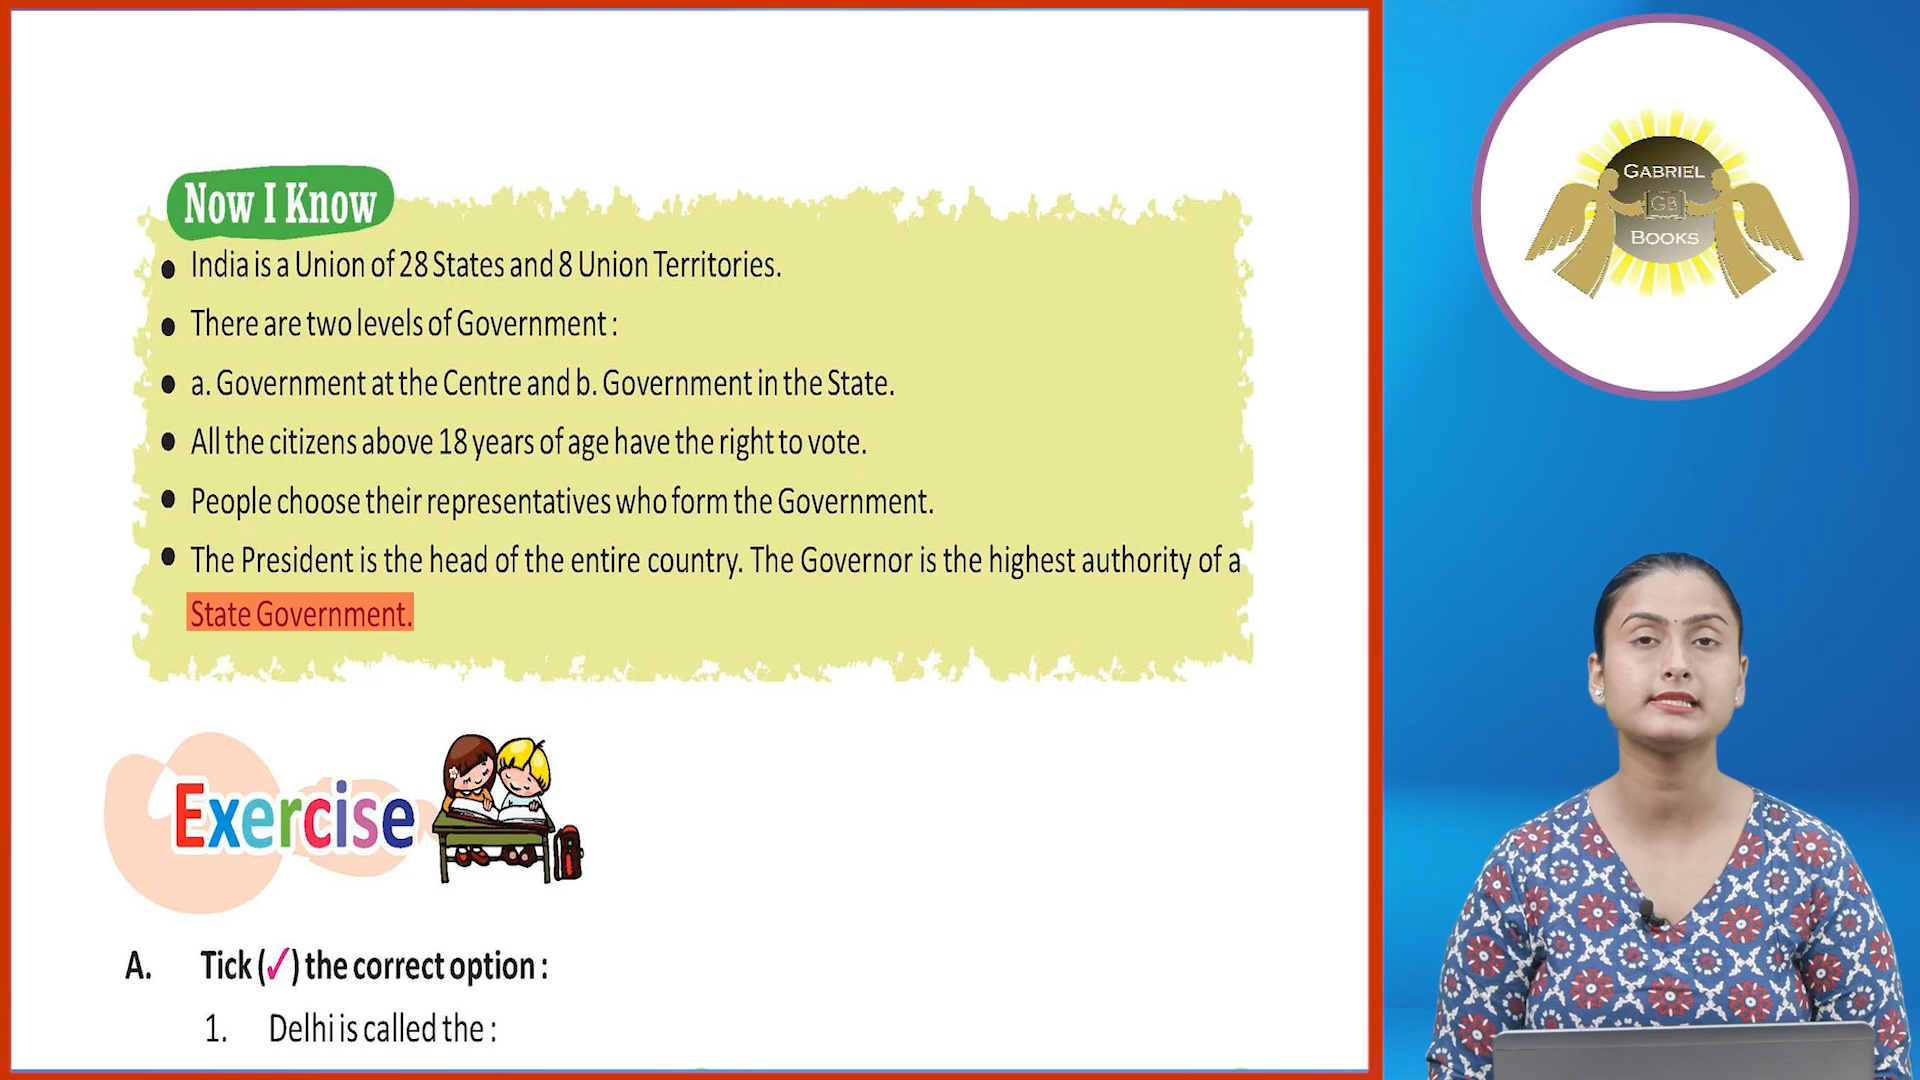 Now I Know
● India is a Union of 28 States and 8 Union Territories.
● There are two levels of Government :
● a. Government at the Centre and b. Government in the State.
● All the citizens above 18 years of age have the right to vote.
● People choose their representatives who form the Government.
● The President is the head of the entire country. The Governor is the highest authority of a
State Government.
Exercise
A. Tick (✓) the correct option :
1. Delhi is called the :
GABRIEL
GB
BOOKS